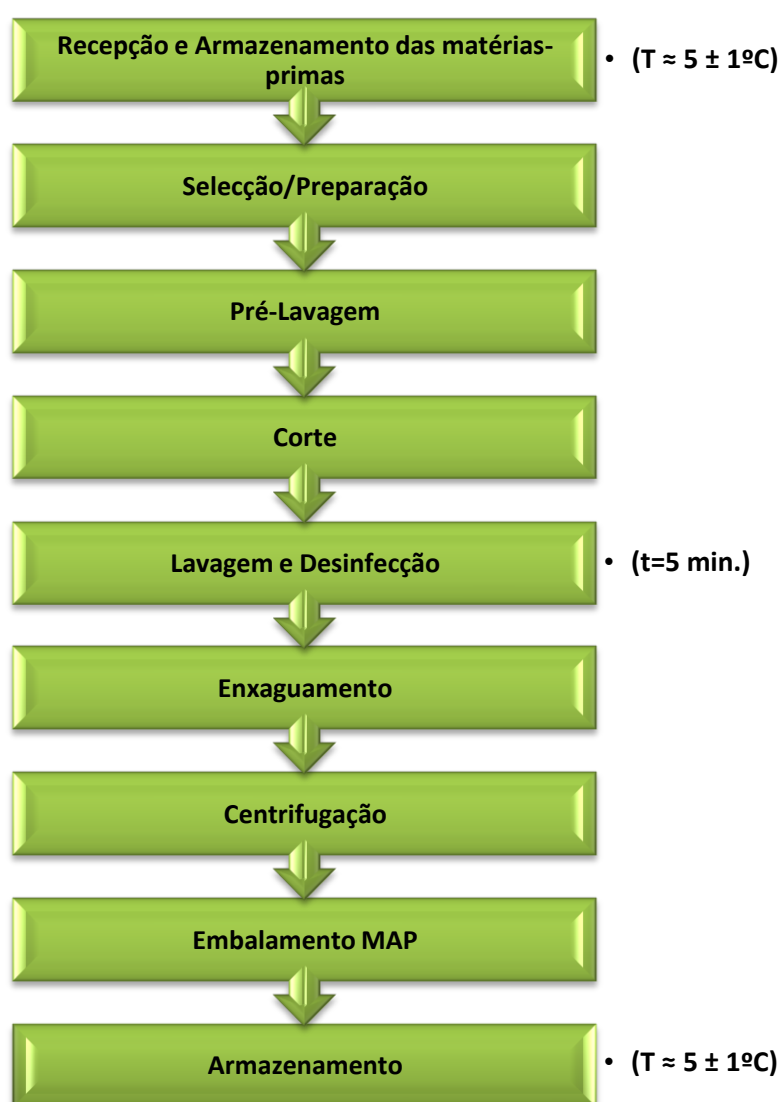 Recepção e Armazenamento das matérias-
primas
• (T ≈ 5 ± 1ºC)
Selecção/Preparação
Pré-Lavagem
Corte
Lavagem e Desinfecção
• (t=5 min.)
Enxaguamento
Centrifugação
Embalamento MAP
Armazenamento
• (T ≈ 5 ± 1ºC)